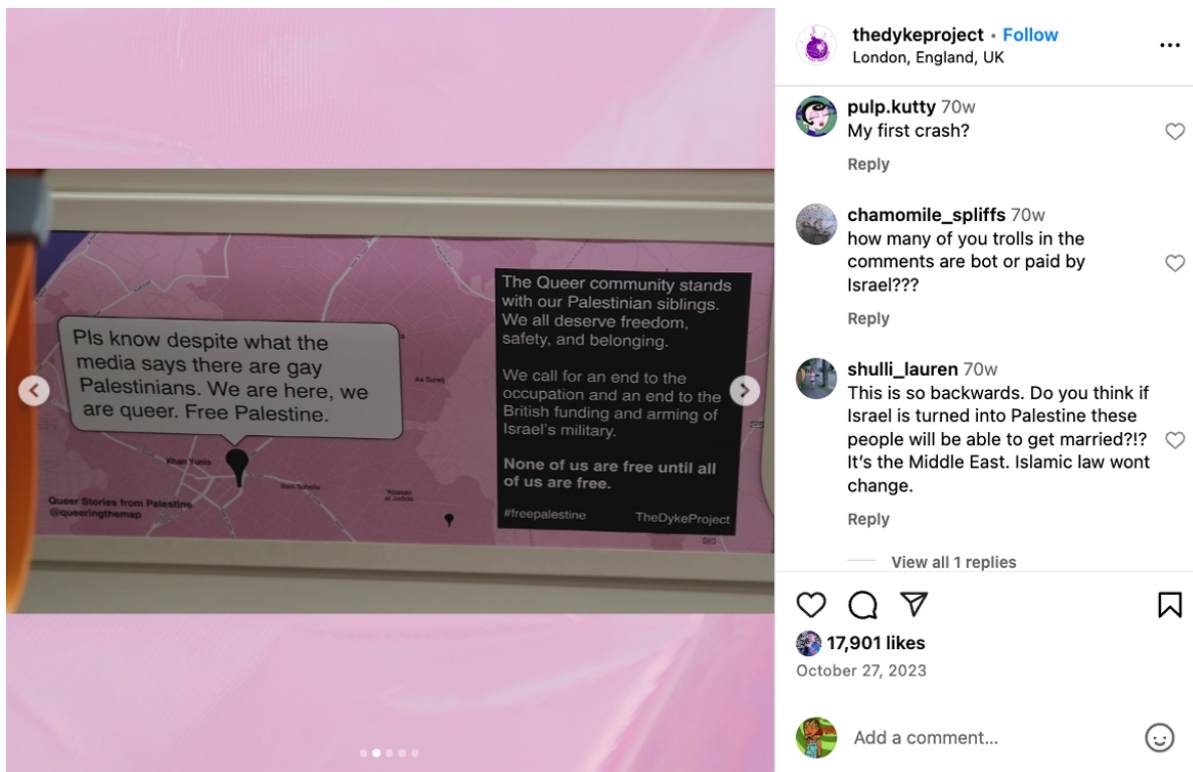 Pls know despite what the
media says there are gay
Palestinians. We are here, we
are queer. Free Palestine.
As Surelj
Khan Yunis
Bani Suheila
'Abasan
al Jadida
Queer Stories from Palestine
@queeringthemap
The Queer community stands
with our Palestinian siblings.
We all deserve freedom,
safety, and belonging.
We call for an end to the
occupation and an end to the
British funding and arming of
Israel's military.
None of us are free until all
of us are free.
#freepalestine TheDykeProject
thedykeproject • Follow
London, England, UK
pulp.kutty 70w
My first crash?
Reply
chamomile_spliffs 70w
how many of you trolls in the
comments are bot or paid by
Israel???
Reply
shulli_lauren 70w
This is so backwards. Do you think if
Israel is turned into Palestine these
people will be able to get married?!?
It's the Middle East. Islamic law wont
change.
Reply
View all 1 replies
17,901 likes
October 27, 2023
Add a comment...